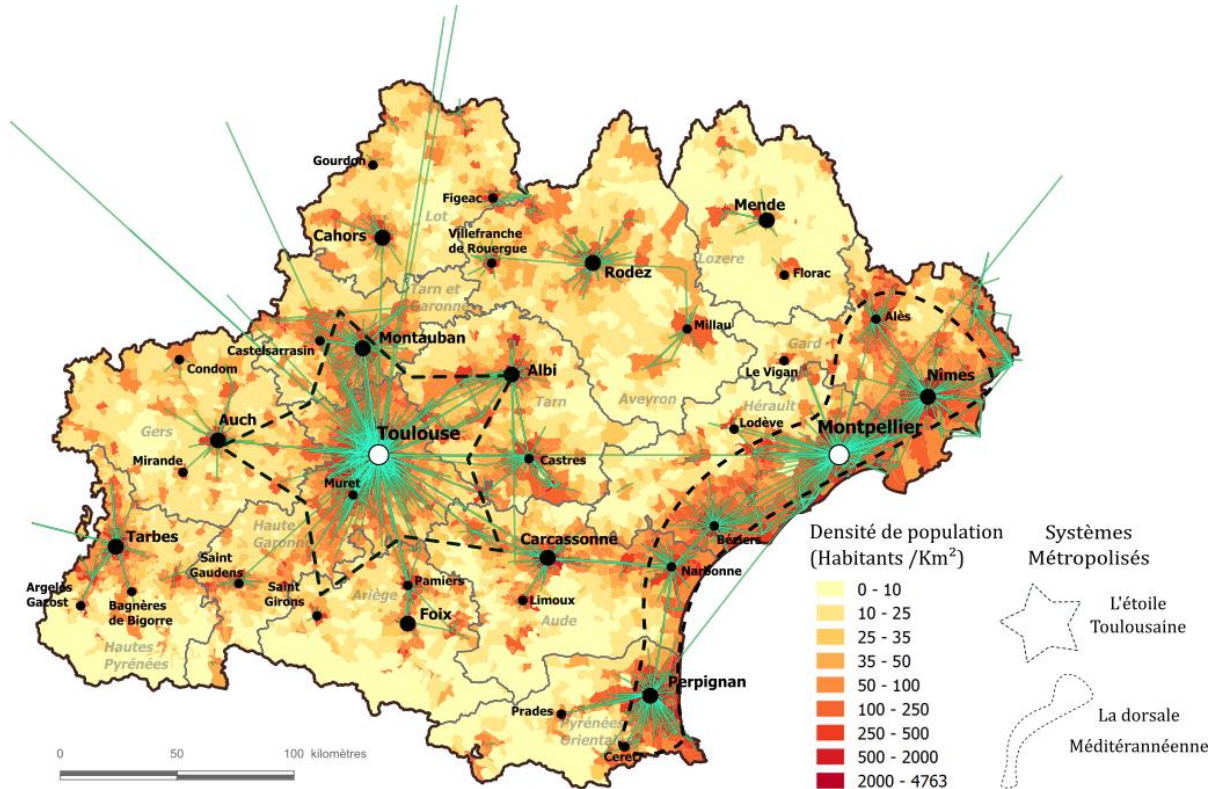 Gourdon
Figeac
Lot
Cahors
Villefranche
de Rouergue
Rodez
Mende
Lozere
Florac
Tarn et
Garonne
Castelsarrasin
Montauban
Condom
Albi
Millau
Alès
Gard
Le Vigan
Nîmes
Auch
Gers
Mirande
Toulouse
Tarn
Aveyron
Hérault
Lodève
Montpellier
Castres
Muret
Haute
Garonne
Tarbes
Saint
Gaudens
Saint
Girons
Argelès
Gazost
Bagnères
de Bigorre
Hautes
Pyrénées
Ariège
Pamiers
Foix
Carcassonne
Limoux
Aude
Béziers
Narbonne
Perpignan
Prades
Pyrénées
Orientales
Ceret
0 50 100 kilomètres
Densité de population
(Habitants /Km²)
0 - 10
10 - 25
25 - 35
35 - 50
50 - 100
100 - 250
250 - 500
500 - 2000
2000 - 4763
Systèmes
Métropolisés
L'étoile
Toulousaine
La dorsale
Méditérannéenne